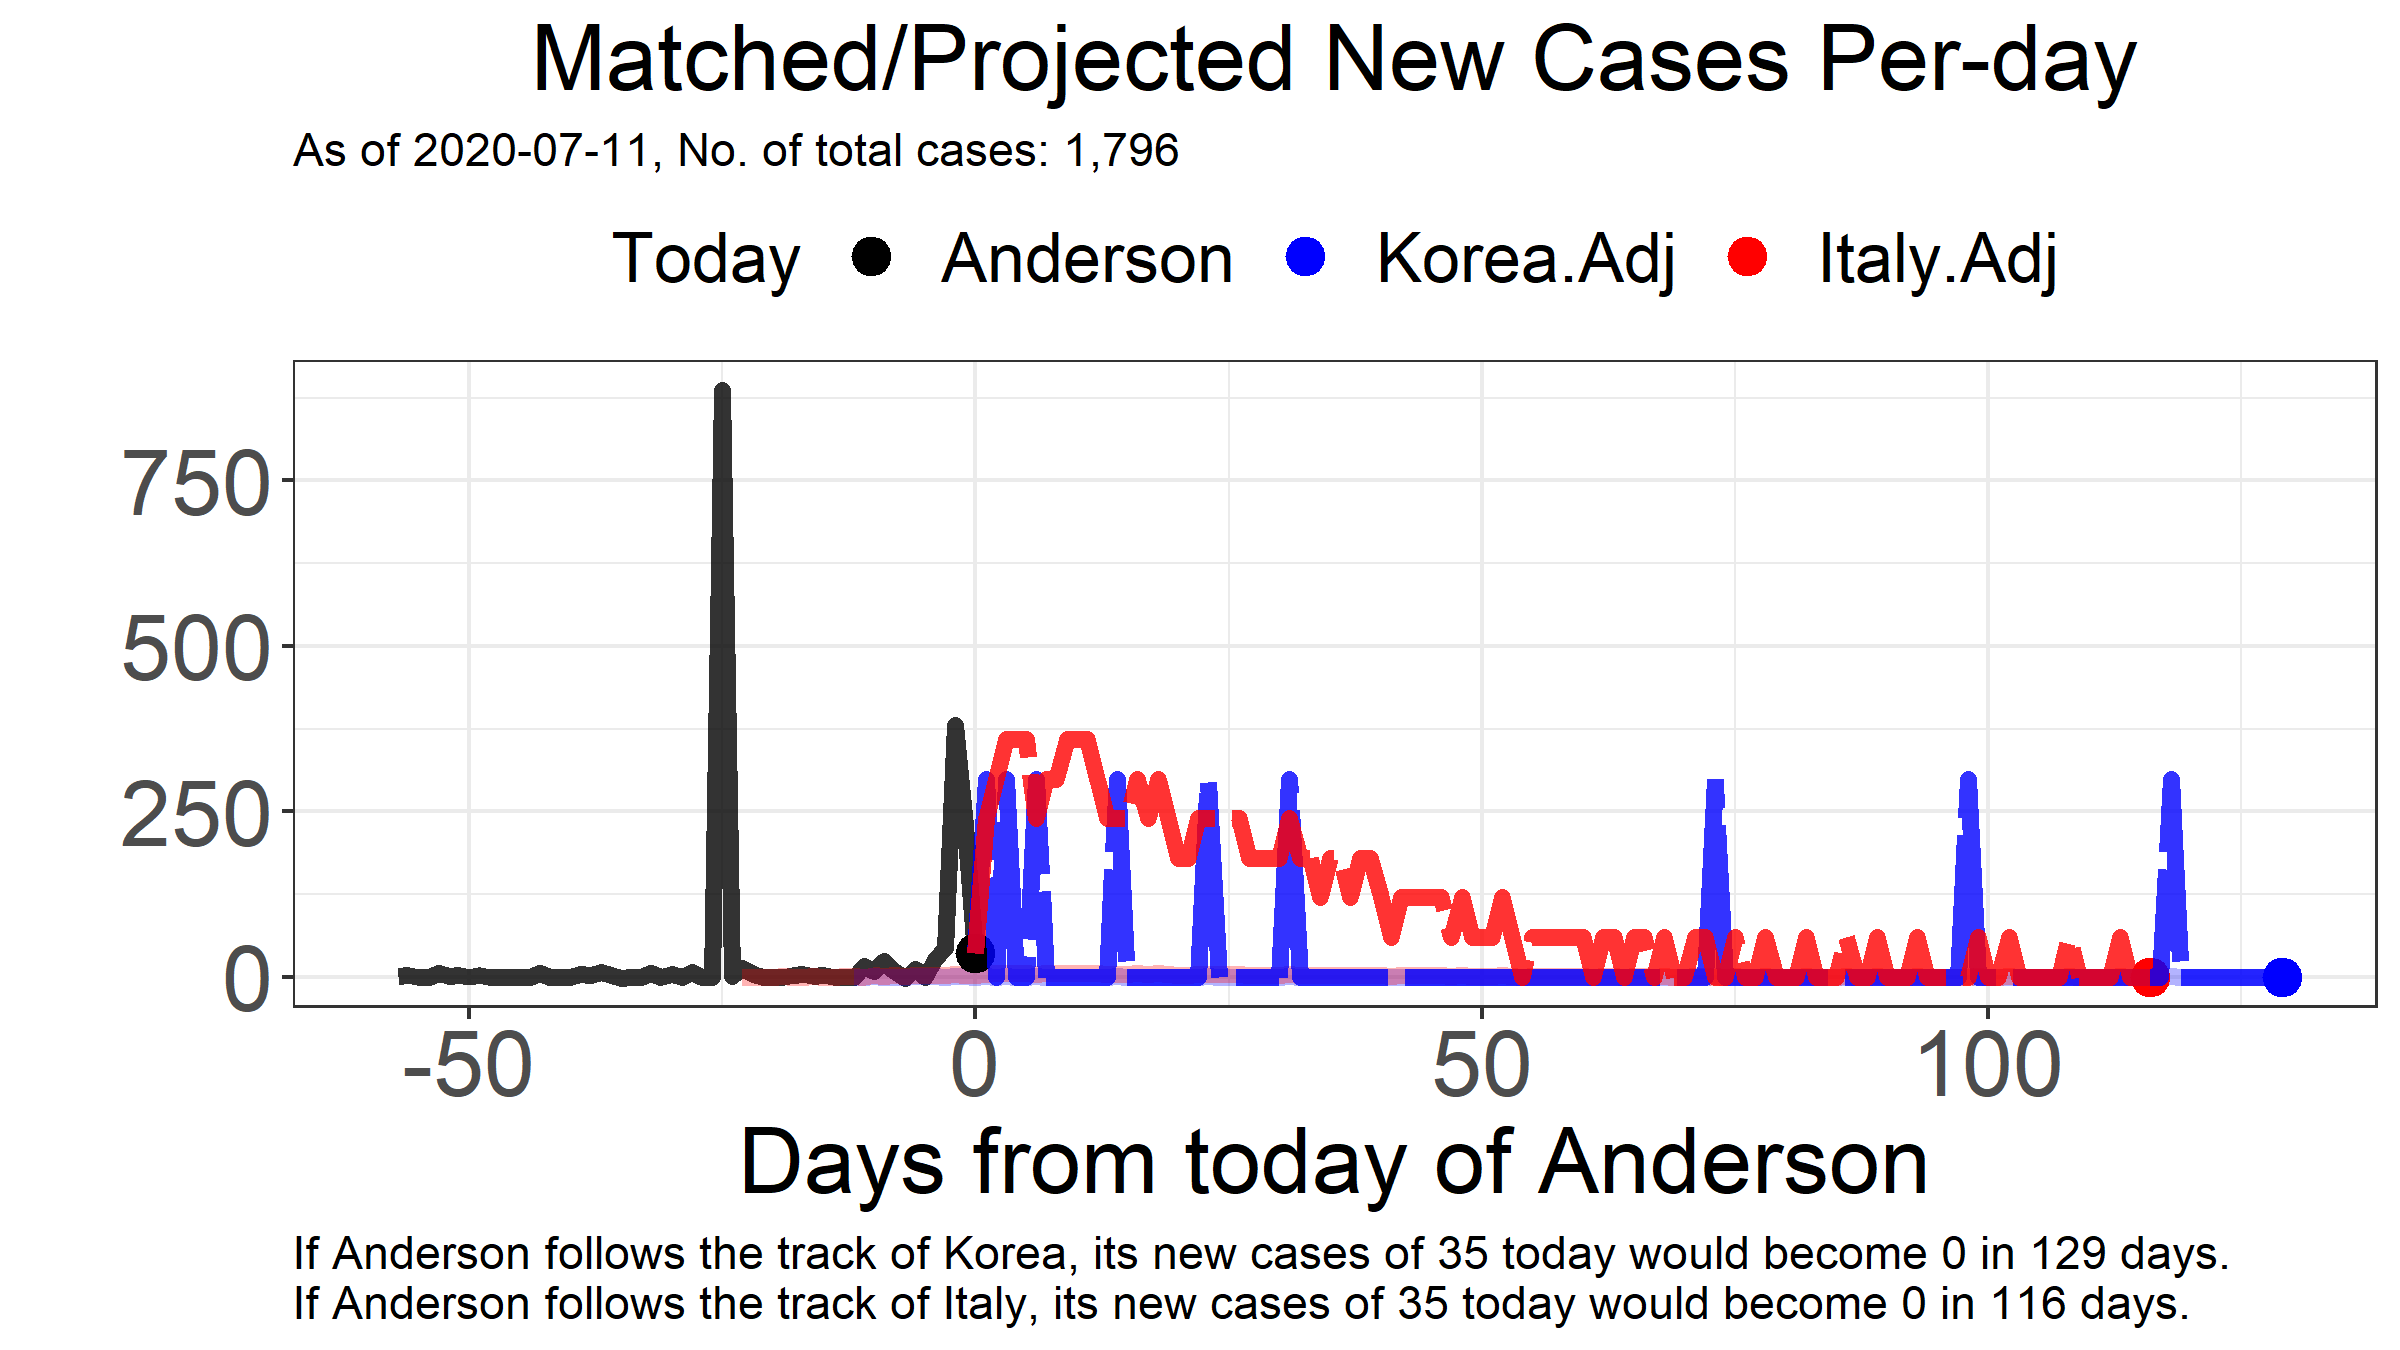 Matched/Projected New Cases Per-day
As of 2020-07-11, No. of total cases: 1,796
Today Anderson Korea.Adj Italy.Adj
750
500
250
0
-50 0 50 100
Days from today of Anderson
If Anderson follows the track of Korea, its new cases of 35 today would become 0 in 129 days.
If Anderson follows the track of Italy, its new cases of 35 today would become 0 in 116 days.